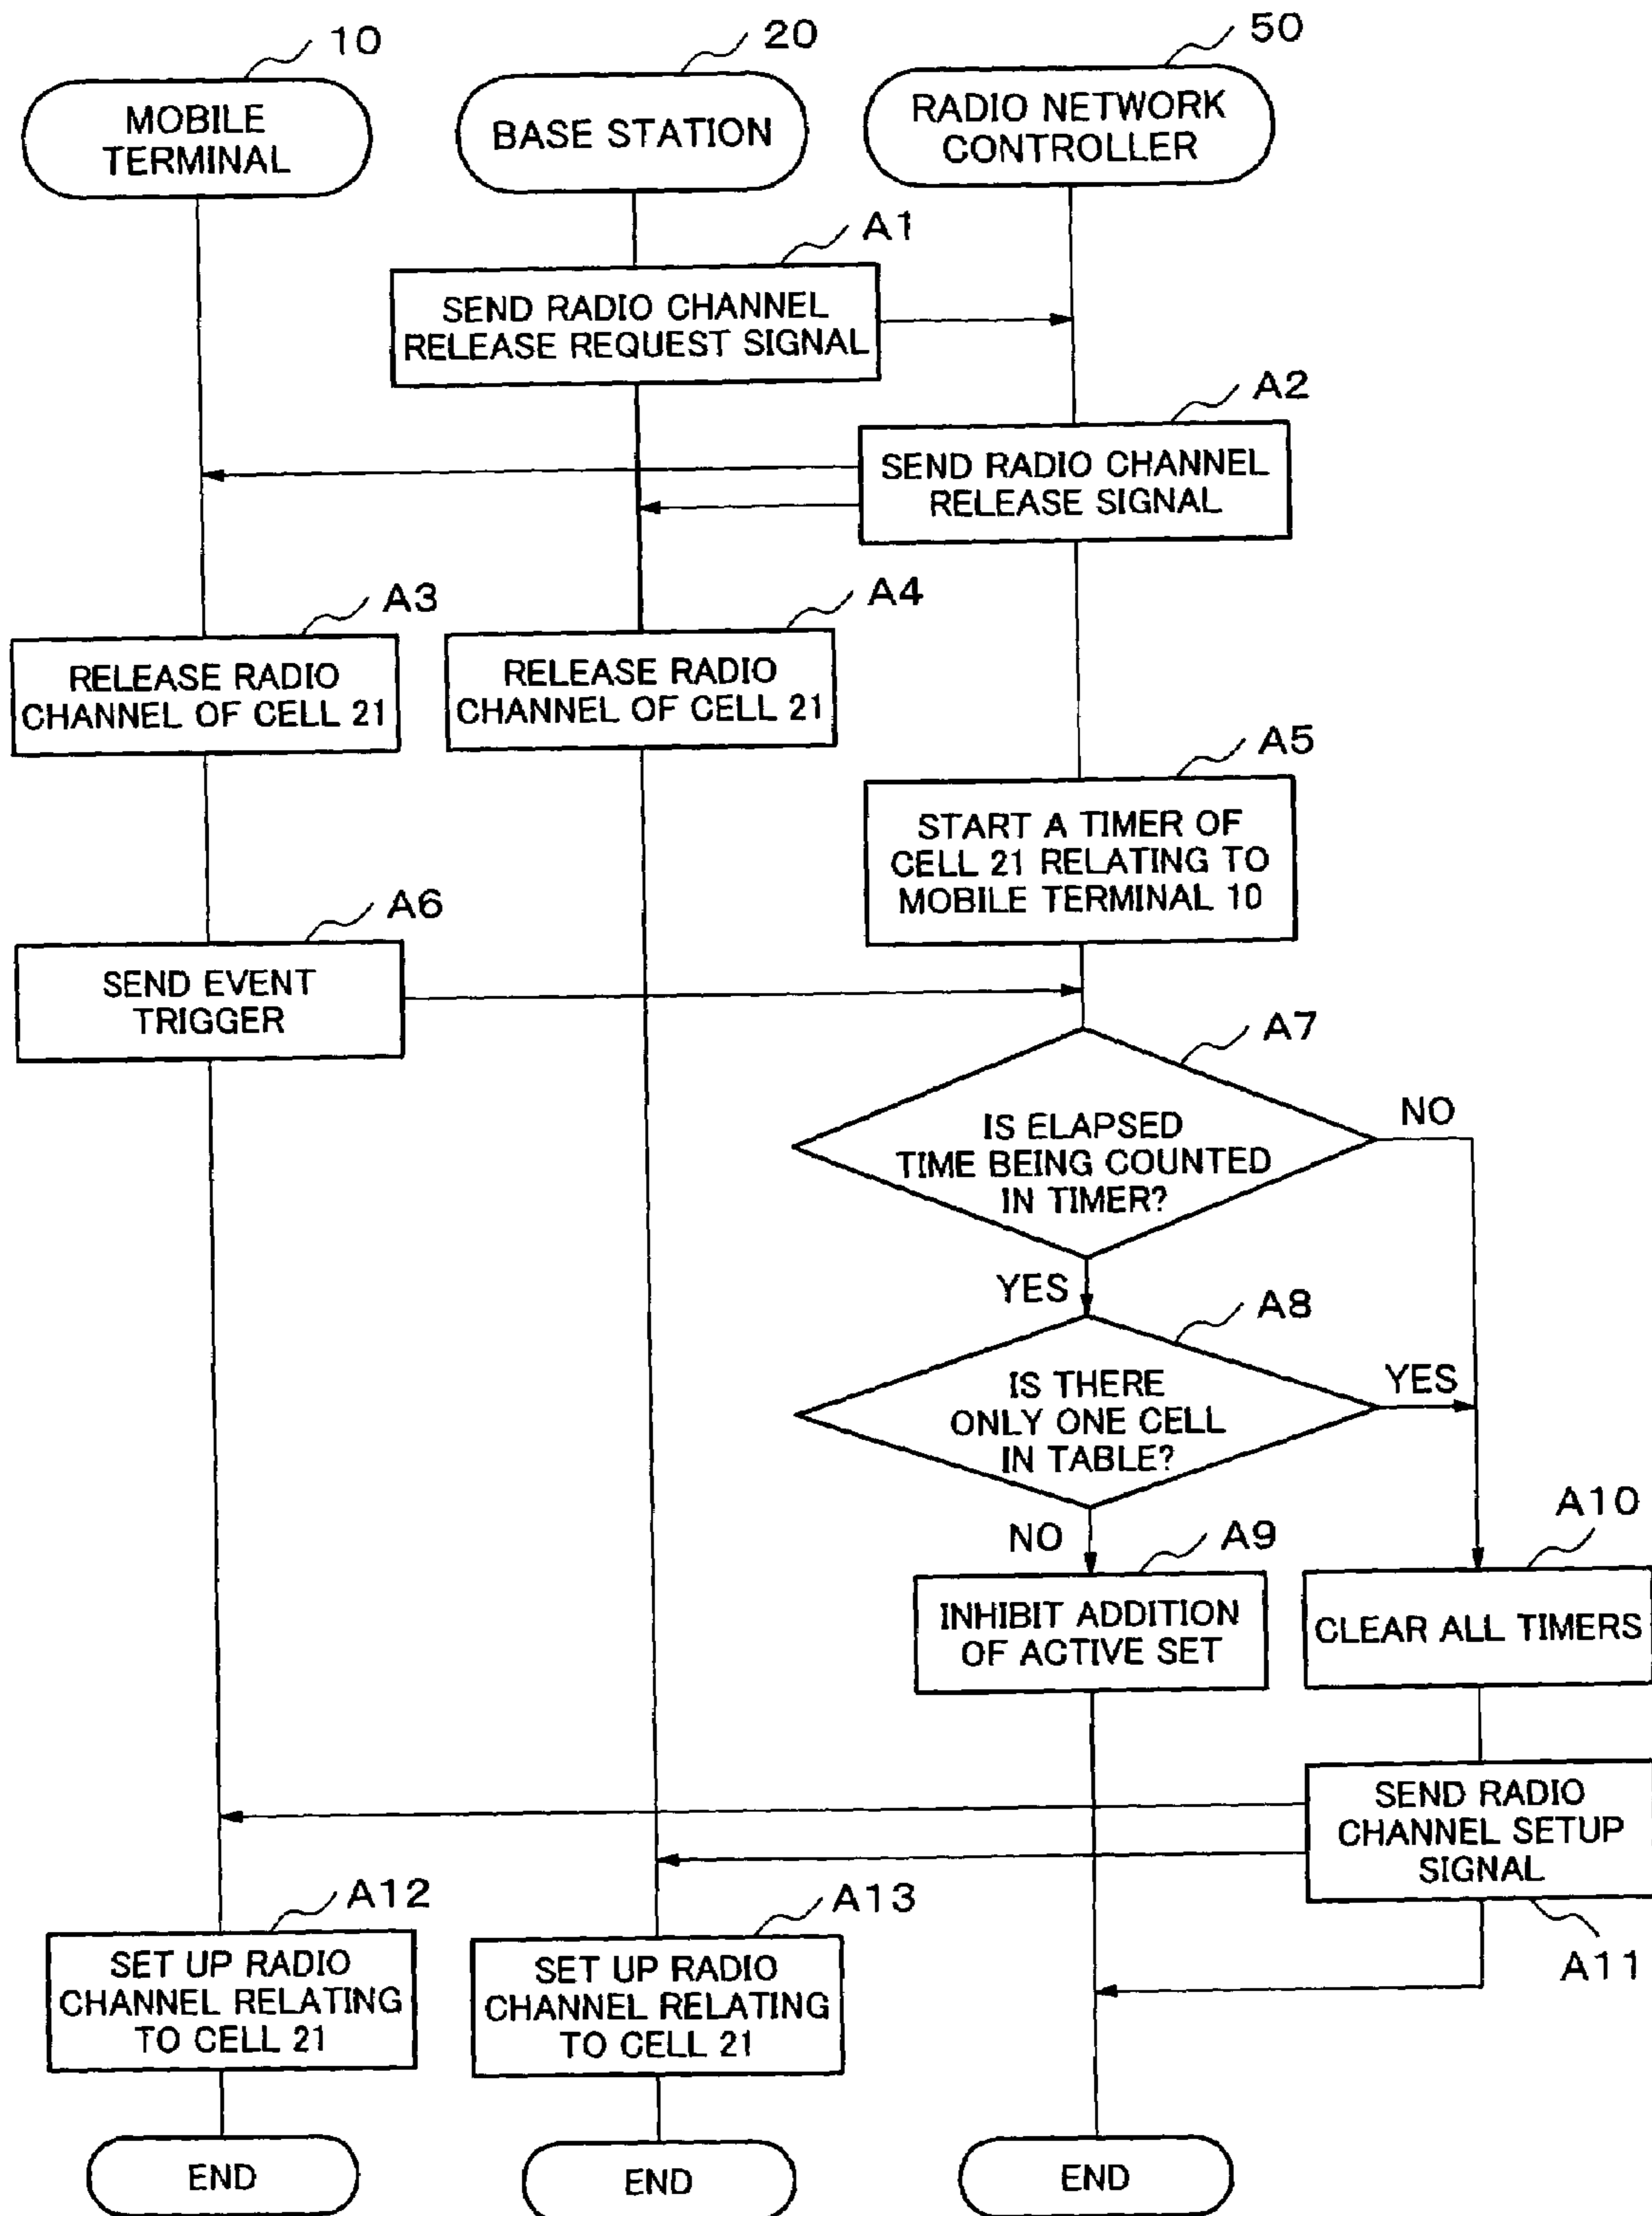 10
20
50
MOBILE
TERMINAL
BASE STATION
RADIO NETWORK
CONTROLLER
A1
SEND RADIO CHANNEL
RELEASE REQUEST SIGNAL
A2
SEND RADIO CHANNEL
RELEASE SIGNAL
A3
RELEASE RADIO
CHANNEL OF CELL 21
A4
RELEASE RADIO
CHANNEL OF CELL 21
A5
START A TIMER OF
CELL 21 RELATING TO
MOBILE TERMINAL 10
A6
SEND EVENT
TRIGGER
A7
IS ELAPSED
TIME BEING COUNTED
IN TIMER?
NO
YES
A8
IS THERE
ONLY ONE CELL
IN TABLE?
YES
NO
A9
INHIBIT ADDITION
OF ACTIVE SET
A10
CLEAR ALL TIMERS
SEND RADIO
CHANNEL SETUP
SIGNAL
A11
A12
SET UP RADIO
CHANNEL RELATING
TO CELL 21
A13
SET UP RADIO
CHANNEL RELATING
TO CELL 21
END
END
END